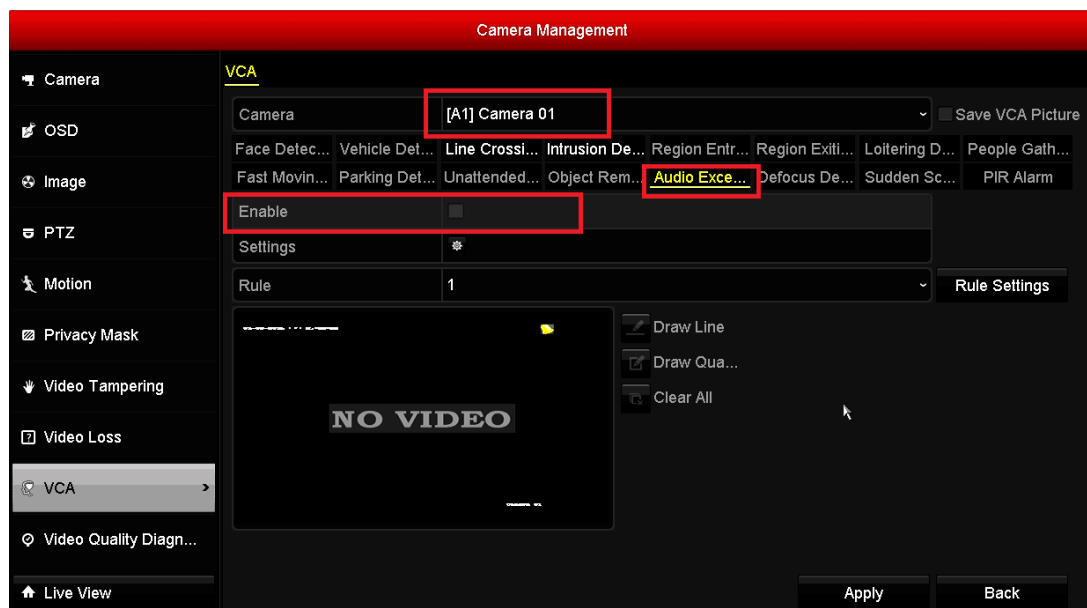 Camera Management
Camera
OSD
Image
PTZ
Motion
Privacy Mask
Video Tampering
Video Loss
VCA
Video Quality Diagn...
Live View
VCA
Camera [A1] Camera 01 Save VCA Picture
Face Detec... Vehicle Det... Line Crossi... Intrusion De... Region Entr... Region Exiti... Loitering D... People Gath...
Fast Movin... Parking Det... Unattended... Object Rem... Audio Exce... Defocus De... Sudden Sc... PIR Alarm
Enable
Settings
Rule 1 Rule Settings
Draw Line
Draw Qua...
Clear All
NO VIDEO
Apply Back